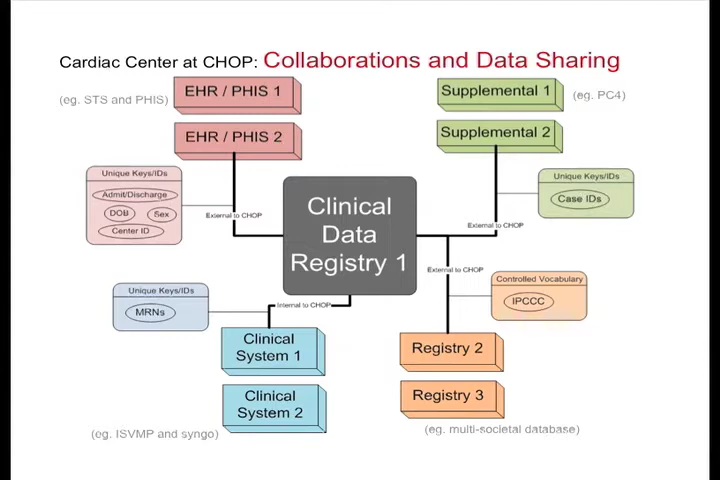 Cardiac Center at CHOP: Collaborations and Data Sharing
(eg. STS and PHIS)
EHR / PHIS 1
EHR / PHIS 2
Supplemental 1
(eg. PC4)
Supplemental 2
Unique Keys/IDs
Admit/Discharge
DOB
Sex
Center ID
External to CHOP
Clinical
Data
Registry 1
Unique Keys/IDs
Case IDs
External to CHOP
External to CHOP
Controlled Vocabulary
IPCCC
Unique Keys/IDs
MRNs
Internal to CHOP
Clinical
System 1
Clinical
System 2
(eg. ISVMP and syngo)
Registry 2
Registry 3
(eg. multi-societal database)